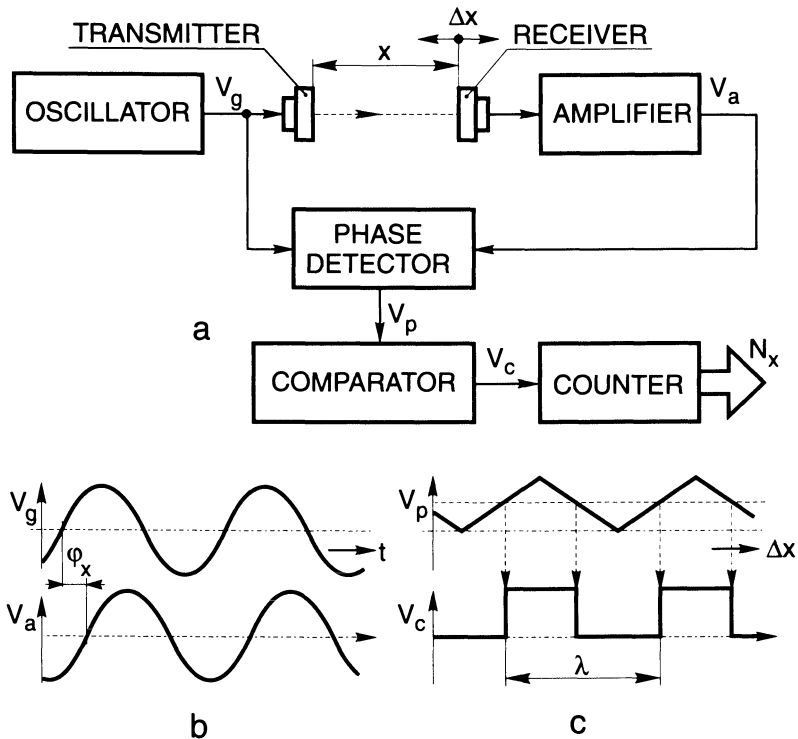 TRANSMITTER
x
Δx
RECEIVER
OSCILLATOR
Vg
AMPLIFIER
Va
PHASE
DETECTOR
Vp
a
COMPARATOR
Vc
COUNTER
Nx
Vg
t
φx
Va
b
Vp
Δx
Vc
λ
c